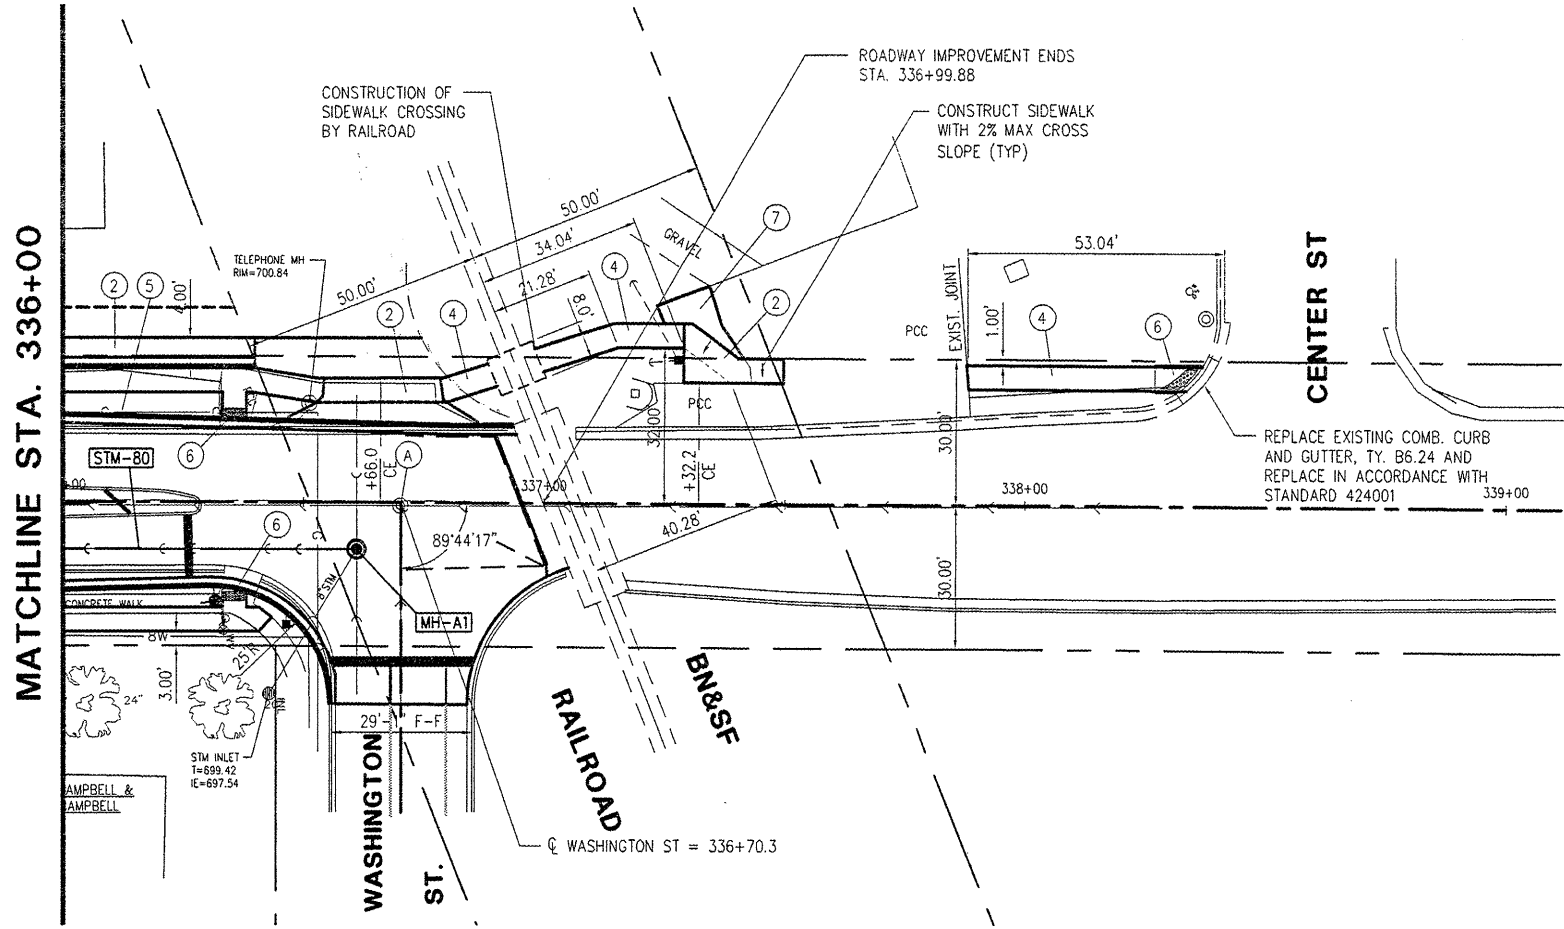 MATCHLINE STA. 336+00
ROADWAY IMPROVEMENT ENDS
STA. 336+99.88
CONSTRUCTION OF
SIDEWALK CROSSING
BY RAILROAD
CONSTRUCT SIDEWALK
WITH 2% MAX CROSS
SLOPE (TYP)
50.00'
34.04'
21.28'
8.0'
50.00'
GRAVEL
7
4
2
TELEPHONE MH
RIM=700.84
2
5
4.00'
2
4
53.04'
EXIST. JOINT
PCC
1.00'
4
6
CENTER ST
PCC
32.00'
30.00'
REPLACE EXISTING COMB. CURB
AND GUTTER, TY. B6.24 AND
REPLACE IN ACCORDANCE WITH
STANDARD 424001
6
STM-80
+66.0
CE
A
+32.2
CE
337+00
338+00
339+00
6
89°44'17"
40.28'
30.00'
8" STM
CONCRETE WALK
MH-A1
8W
25'R
3.00'
24"
29' F-F
STM INLET
T=699.42
IE=697.54
AMPBELL &
AMPBELL
WASHINGTON
ST.
RAILROAD
BN&SF
℄ WASHINGTON ST = 336+70.3